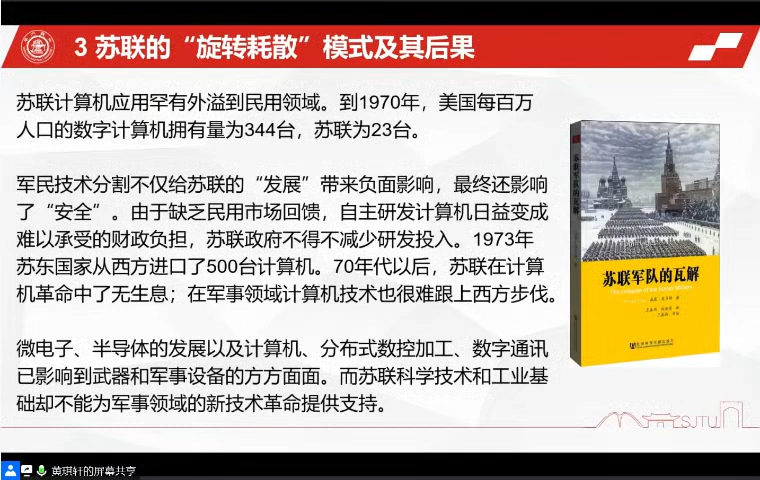 3 苏联的“旋转耗散”模式及其后果
苏联计算机应用罕有外溢到民用领域。到1970年，美国每百万
人口的数字计算机拥有量为344台，苏联为23台。
军民技术分割不仅给苏联的“发展”带来负面影响，最终还影响
了“安全”。由于缺乏民用市场回馈，自主研发计算机日益变成
难以承受的财政负担，苏联政府不得不减少研发投入。1973年
苏东国家从西方进口了500台计算机。70年代以后，苏联在计算
机革命中了无生息；在军事领域计算机技术也很难跟上西方步伐。
微电子、半导体的发展以及计算机、分布式数控加工、数字通讯
已影响到武器和军事设备的方方面面。而苏联科学技术和工业基
础却不能为军事领域的新技术革命提供支持。
苏联军队的瓦解
苏联军队的瓦解
SJTU
黄琪轩的屏幕共享